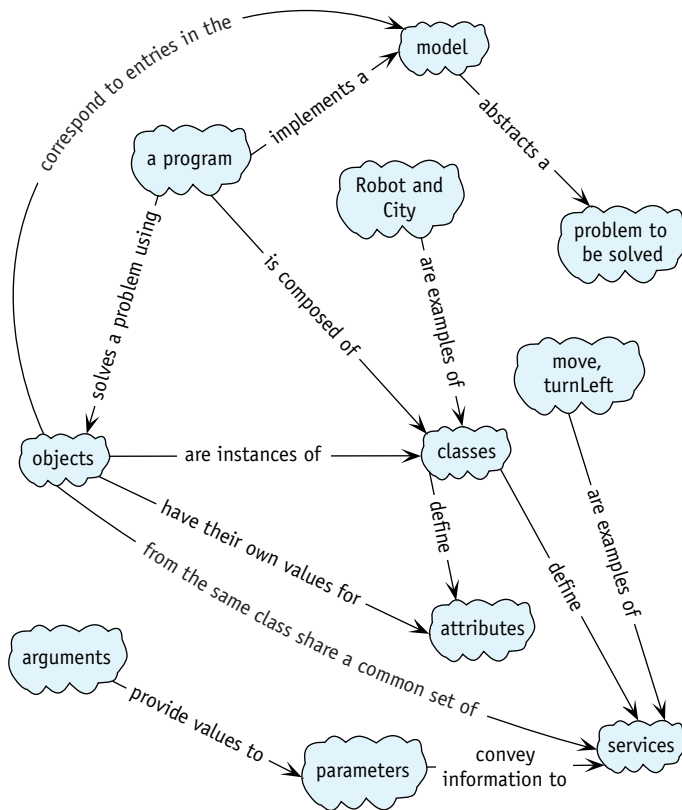 model
correspond to entries in the
implements a
abstracts a
a program
Robot and
City
problem to
be solved
solves a problem using
is composed of
are examples of
move,
turnLeft
objects
are instances of
classes
have their own values for
define
define
are examples of
from the same class share a common set of
attributes
arguments
provide values to
parameters
convey
information to
services